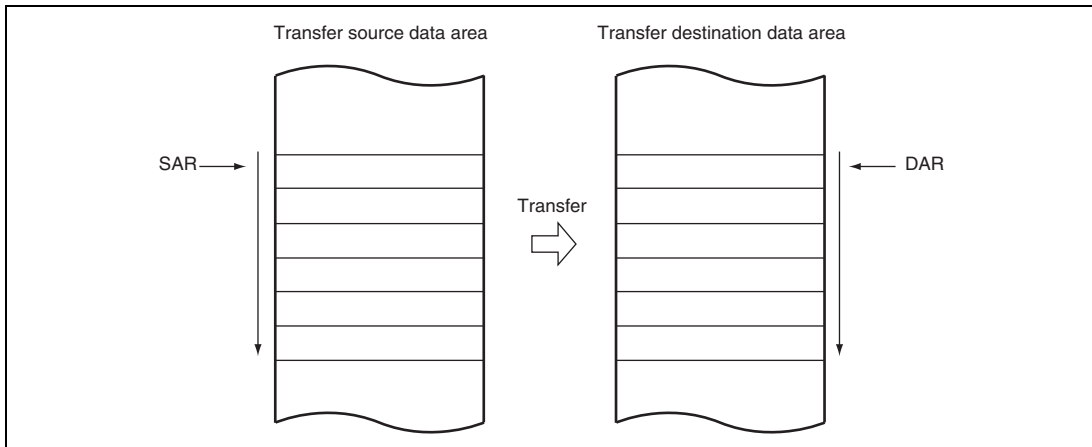 Transfer source data area
Transfer destination data area
SAR
DAR
Transfer